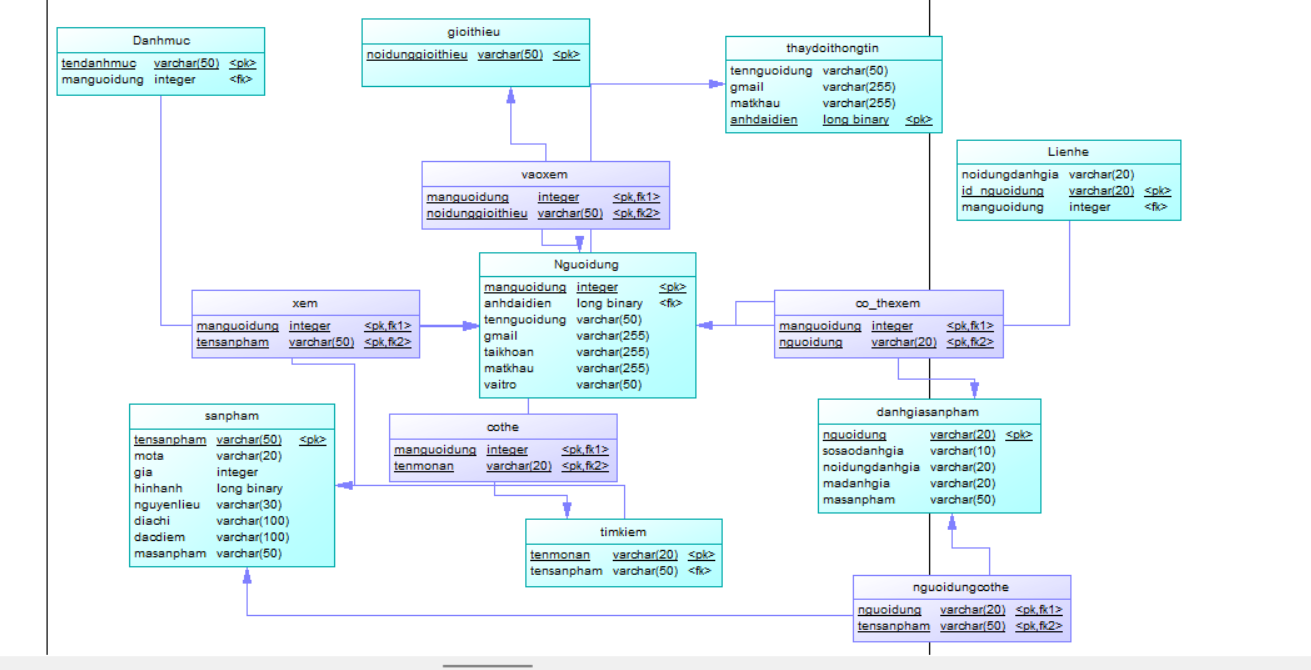 Danhmuc
tendanhmuc varchar(50) <pk>
manguoidung integer <fk>
gioithieu
noidunggioithieu varchar(50) <pk>
thaydoithongtin
tennguoidung varchar(50)
gmail varchar(255)
matkhau varchar(255)
anhdaidien long binary <pk>
Lienhe
noidungdanhgia varchar(20)
id_nguoidung varchar(20) <pk>
manguoidung integer <fk>
vaoxem
manguoidung integer <pk,fk1>
noidunggioithieu varchar(50) <pk,fk2>
Nguoidung
manguoidung integer <pk>
anhdaidien long binary <fk>
tennguoidung varchar(50)
gmail varchar(255)
taikhoan varchar(255)
matkhau varchar(255)
vaitro varchar(50)
xem
manguoidung integer <pk,fk1>
tensanpham varchar(50) <pk,fk2>
co_thexem
manguoidung integer <pk,fk1>
nguoidung varchar(20) <pk,fk2>
sanpham
tensanpham varchar(50) <pk>
mota varchar(20)
gia integer
hinhanh long binary
nguyenlieu varchar(30)
diachi varchar(100)
dacdiem varchar(100)
masanpham varchar(50)
cothe
manguoidung integer <pk,fk1>
tenmonan varchar(20) <pk,fk2>
danhgiasanpham
nguoidung varchar(20) <pk>
sosaodanhgia varchar(10)
noidungdanhgia varchar(20)
madanhgia varchar(20)
masanpham varchar(50)
timkiem
tenmonan varchar(20) <pk>
tensanpham varchar(50) <fk>
nguoidungcothe
nguoidung varchar(20) <pk,fk1>
tensanpham varchar(50) <pk,fk2>